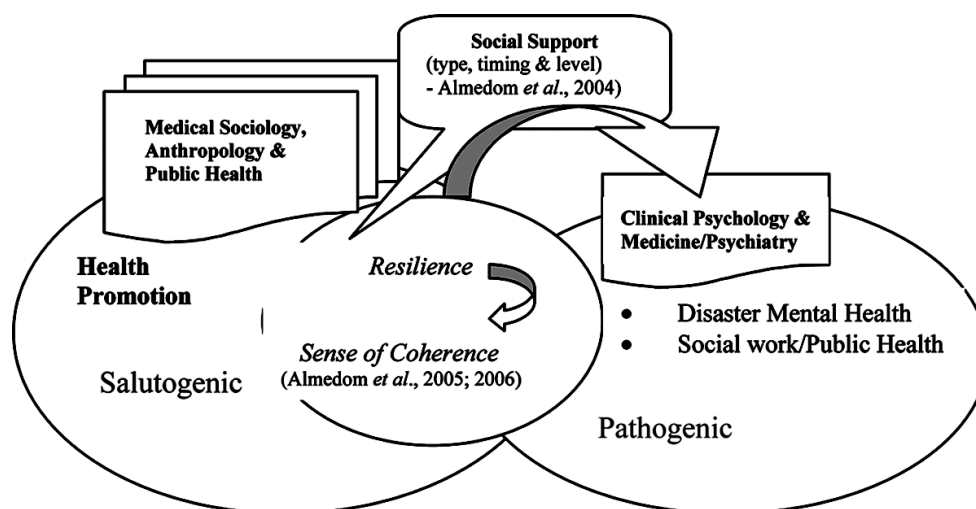 Social Support
(type, timing & level)
- Almedom et al., 2004)
Medical Sociology,
Anthropology &
Public Health
Clinical Psychology &
Medicine/Psychiatry
Health
Promotion
Resilience
• Disaster Mental Health
• Social work/Public Health
Sense of Coherence
(Almedom et al., 2005; 2006)
Salutogenic
Pathogenic